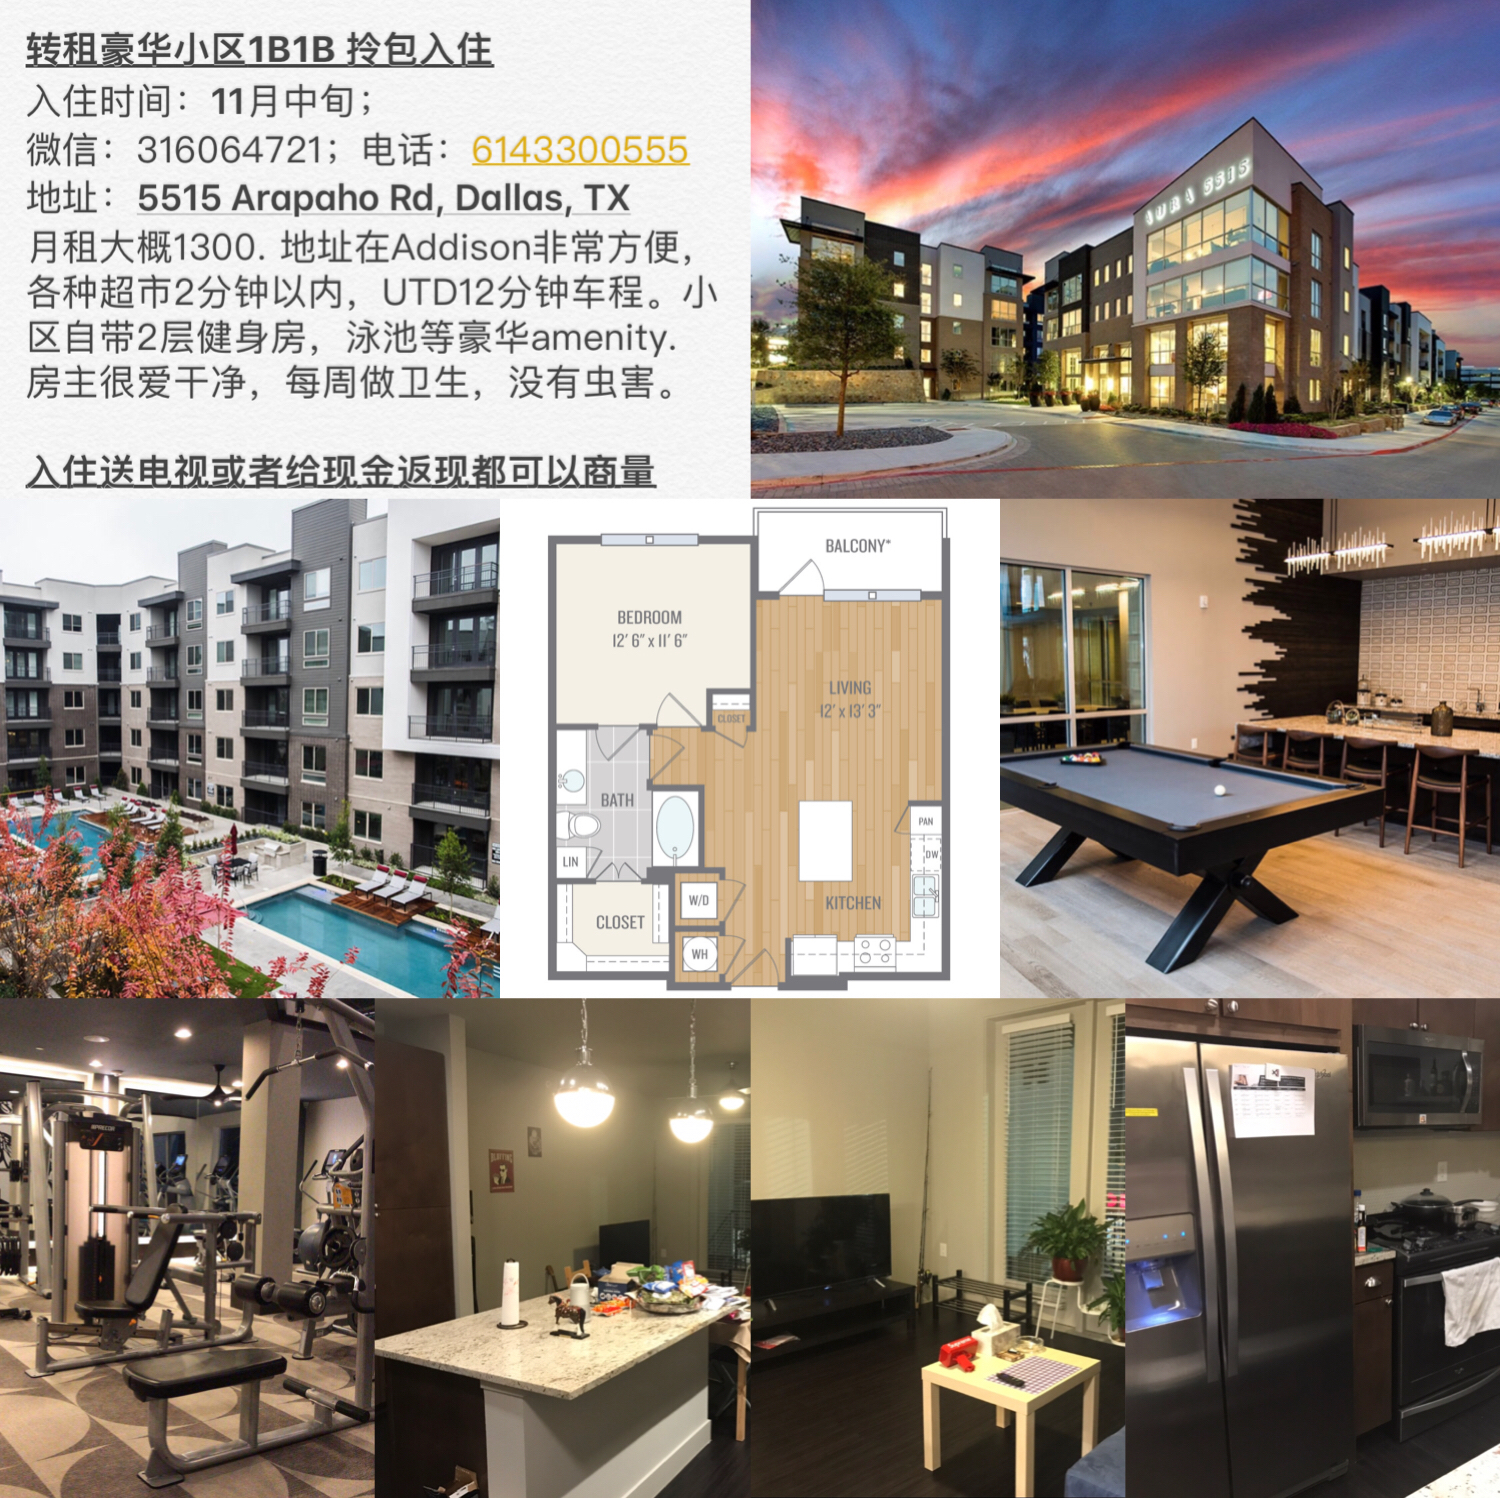 转租豪华小区1B1B 拎包入住
入住时间：11月中旬；
微信：316064721；电话：6143300555
地址：5515 Arapaho Rd, Dallas, TX
月租大概1300. 地址在Addison非常方便，
各种超市2分钟以内，UTD12分钟车程。小
区自带2层健身房，泳池等豪华amenity.
房主很爱干净，每周做卫生，没有虫害。
入住送电视或者给现金返现都可以商量
AURA 5515
BALCONY*
BEDROOM
12' 6" x 11' 6"
LIVING
12' x 13' 3"
CLOSET
BATH
PAN
LIN
DW
W/D
KITCHEN
CLOSET
WH
PRECOR
BLUFFING